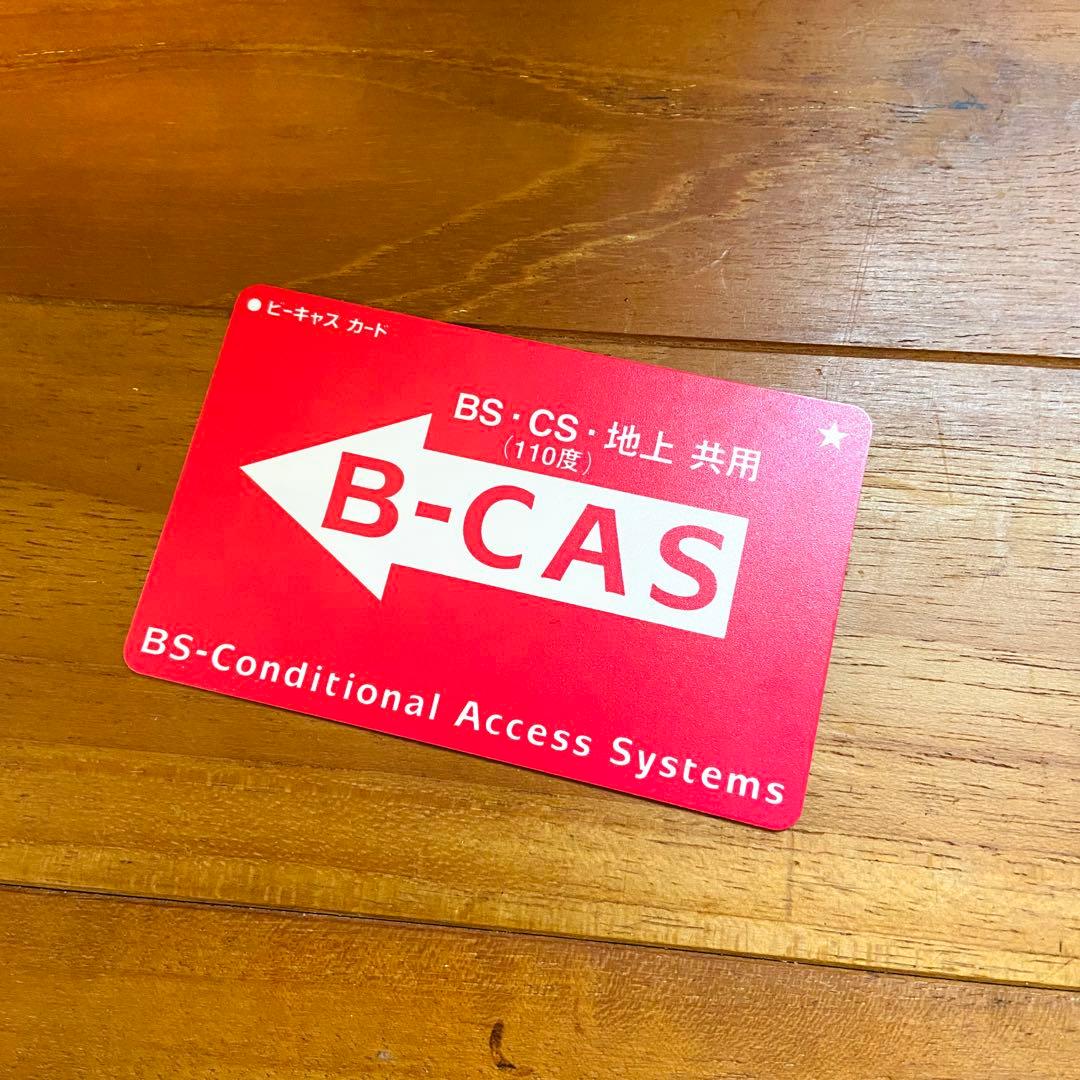 ●ビーキャス カード
BS・CS・地上 共用
(110度)
★
B-CAS
BS-Conditional Access Systems